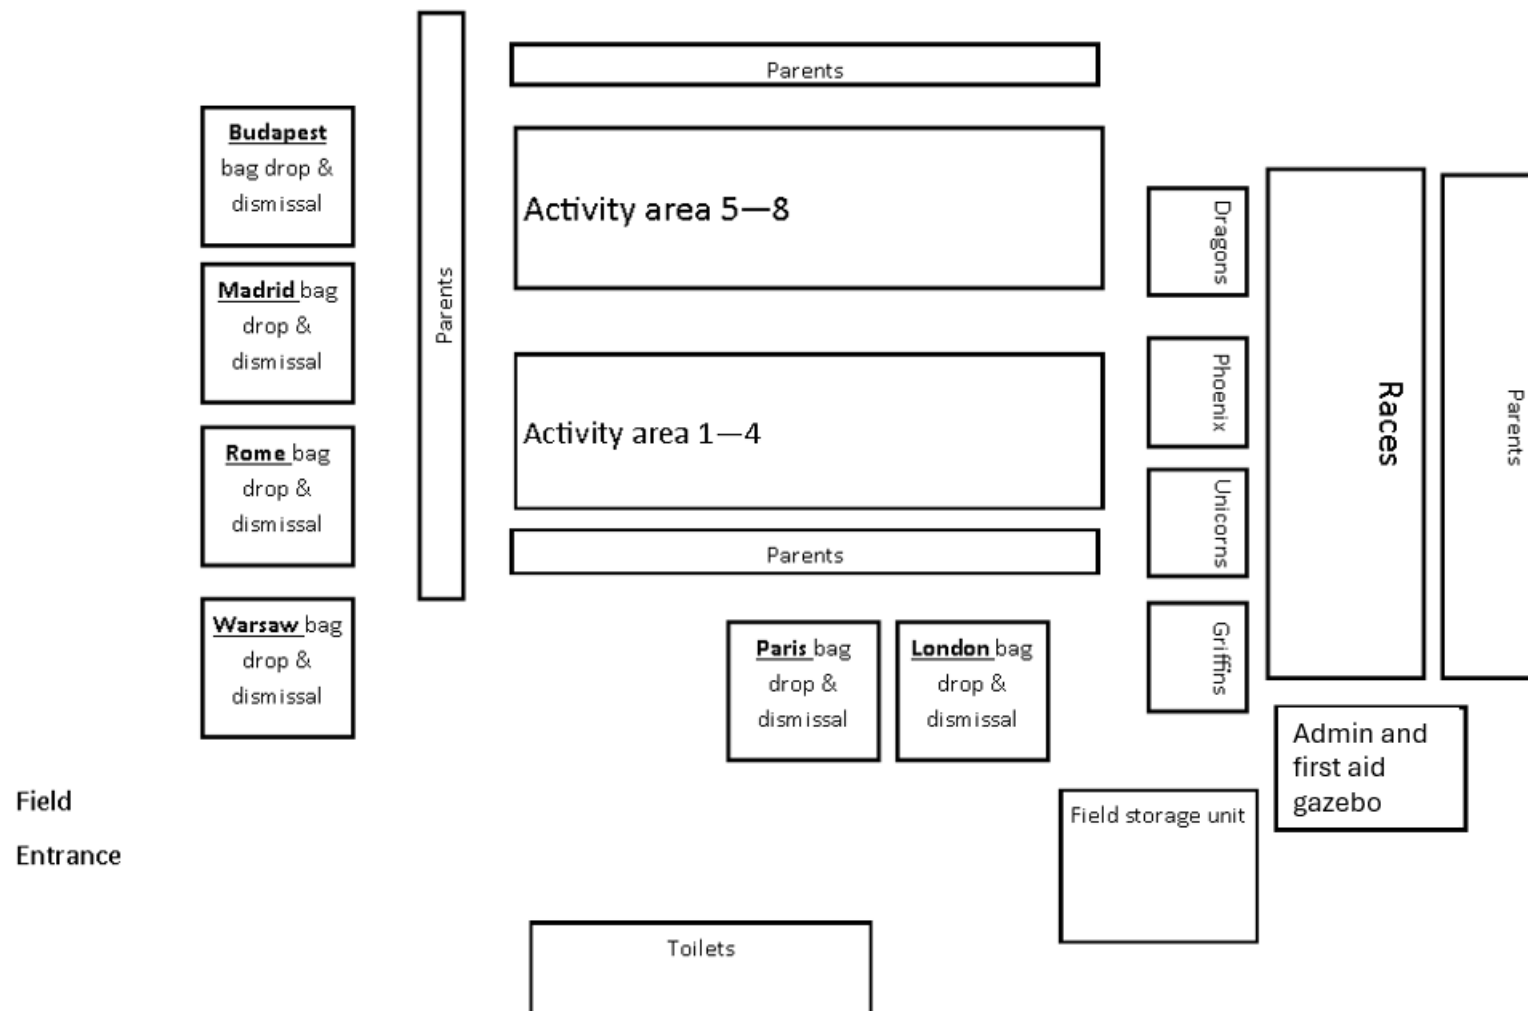 Parents
Parents
Budapest
bag drop &
dismissal
Activity area 5—8
Dragons
Races
Parents
Madrid bag
drop &
dismissal
Phoenix
Activity area 1—4
Rome bag
drop &
dismissal
Unicorns
Parents
Warsaw bag
drop &
dismissal
Paris bag
drop &
dismissal
London bag
drop &
dismissal
Griffins
Admin and
first aid
gazebo
Field
Entrance
Field storage unit
Toilets